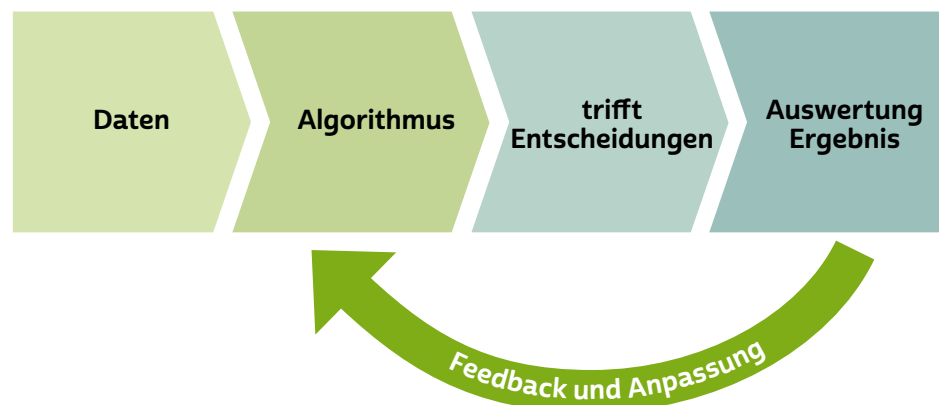 Daten
Algorithmus
trifft
Entscheidungen
Auswertung
Ergebnis
Feedback und Anpassung